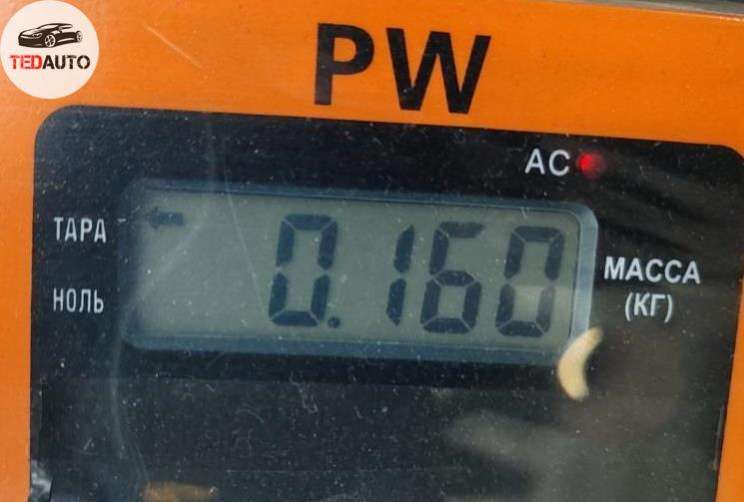 TEDAUTO
PW
AC
ТАРА
0.160
НОЛЬ
МАССА
(КГ)